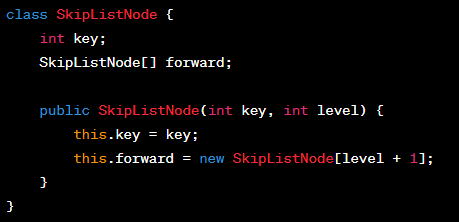 class SkipListNode {
    int key;
    SkipListNode[] forward;

    public SkipListNode(int key, int level) {
        this.key = key;
        this.forward = new SkipListNode[level + 1];
    }
}